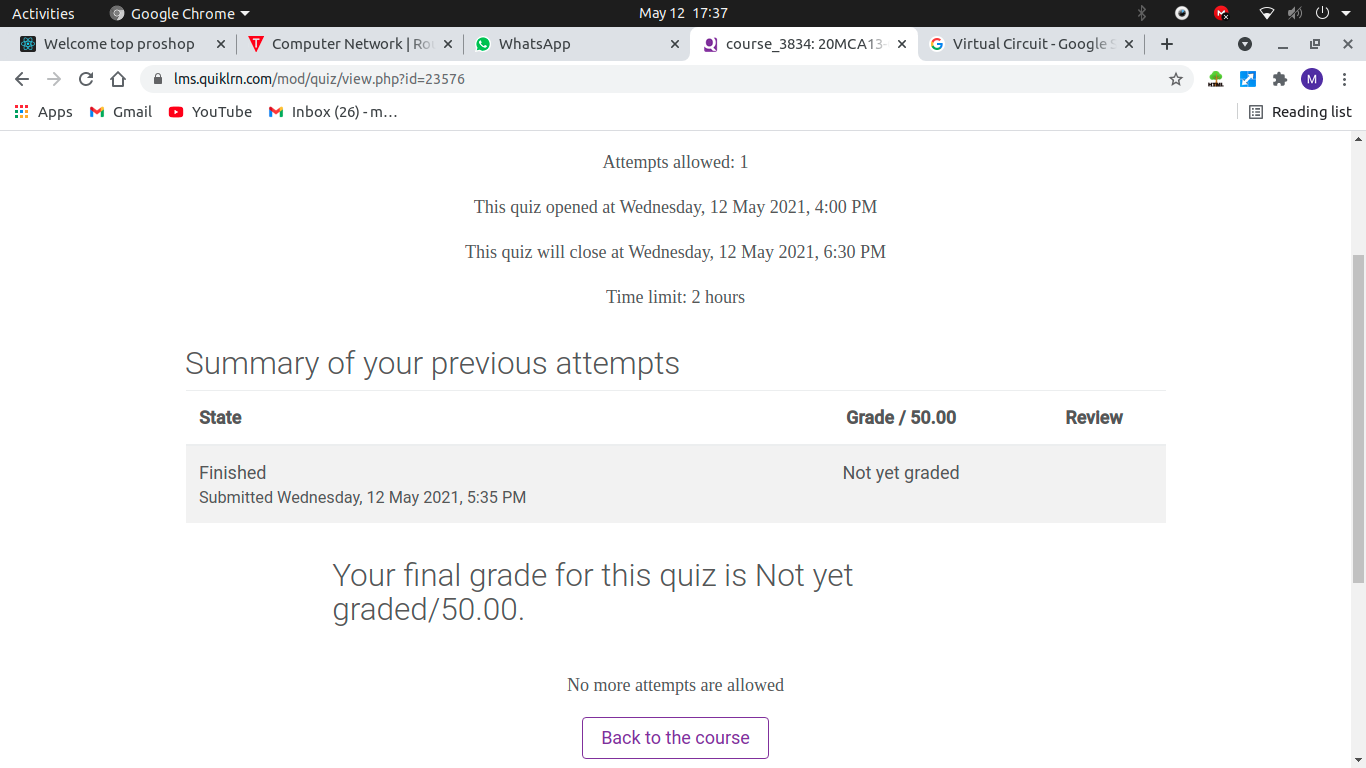 Activities Google Chrome May 12 17:37
Welcome top proshop Computer Network | Ro WhatsApp course_3834: 20MCA13 Virtual Circuit - Google S
lms.quiklrn.com/mod/quiz/view.php?id=23576 HTML M
Apps Gmail YouTube Inbox (26) - m… Reading list
Attempts allowed: 1
This quiz opened at Wednesday, 12 May 2021, 4:00 PM
This quiz will close at Wednesday, 12 May 2021, 6:30 PM
Time limit: 2 hours
Summary of your previous attempts
State Grade / 50.00 Review
Finished Not yet graded
Submitted Wednesday, 12 May 2021, 5:35 PM
Your final grade for this quiz is Not yet
graded/50.00.
No more attempts are allowed
Back to the course